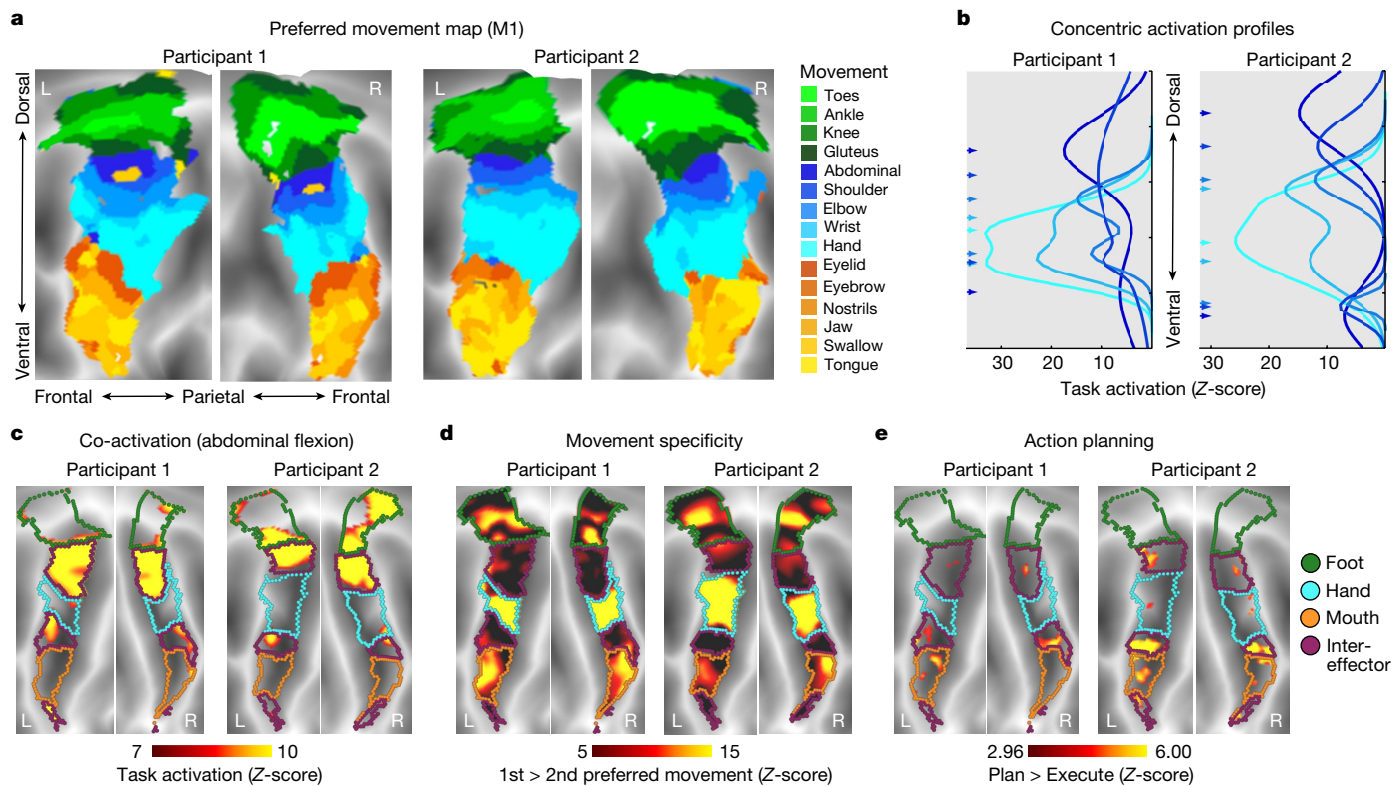 a
Preferred movement map (M1)
Participant 1
Participant 2
L
R
Dorsal
Ventral
Frontal
Parietal
Frontal
Movement
Toes
Ankle
Knee
Gluteus
Abdominal
Shoulder
Elbow
Wrist
Hand
Eyelid
Eyebrow
Nostrils
Jaw
Swallow
Tongue
b
Concentric activation profiles
Participant 1
Participant 2
Dorsal
Ventral
30 20 10
30 20 10
Task activation (Z-score)
c
Co-activation (abdominal flexion)
Participant 1
Participant 2
L
R
7 10
Task activation (Z-score)
d
Movement specificity
Participant 1
Participant 2
L
R
5 15
1st > 2nd preferred movement (Z-score)
e
Action planning
Participant 1
Participant 2
L
R
2.96 6.00
Plan > Execute (Z-score)
Foot
Hand
Mouth
Inter-
effector